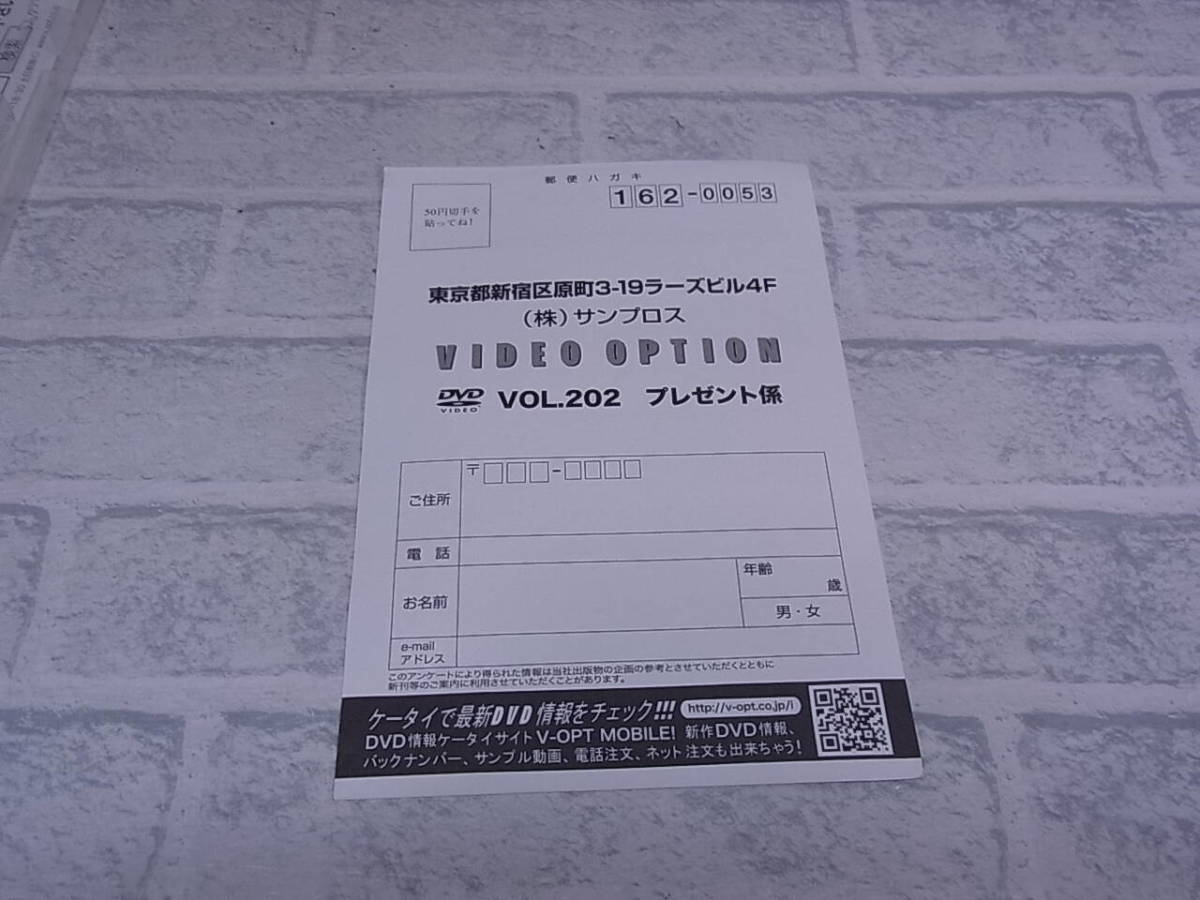 郵便ハガキ
50円切手を
貼ってね！
162-0053
東京都新宿区原町3-19ラーズビル4F
（株）サンプロス
VIDEO OPTION
DVD VIDEO VOL.202 プレゼント係
ご住所 〒□□□-□□□□
電話
お名前
年齢
歳
男・女
e-mail
アドレス
このアンケートにより得られた情報は当社出版物の企画の参考とさせていただくとともに
新刊等のご案内に利用させていただくことがあります。
ケータイで最新DVD情報をチェック!!! http://v-opt.co.jp/i
DVD情報ケータイサイトV-OPT MOBILE! 新作DVD情報、
バックナンバー、サンプル動画、電話注文、ネット注文も出来ちゃう！